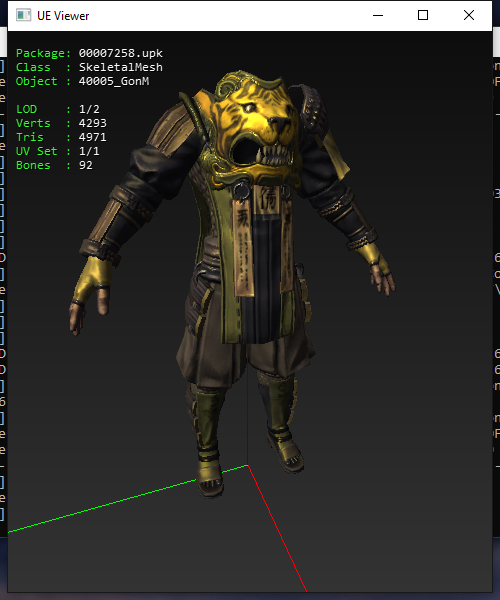 UE Viewer
Package: 00007258.upk
Class : SkeletalMesh
Object : 40005_GonM
LOD : 1/2
Verts : 4293
Tris : 4971
UV Set : 1/1
Bones : 92